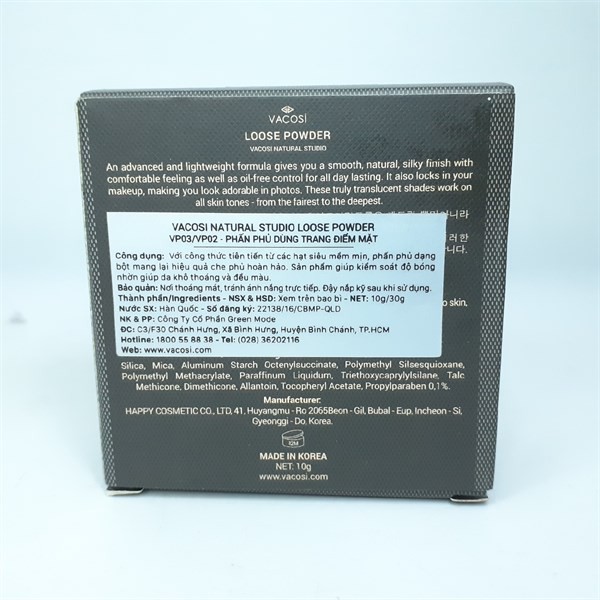 VACOSI
LOOSE POWDER
VACOSI NATURAL STUDIO
An advanced and lightweight formula gives you a smooth, natural, silky finish with
comfortable feeling as well as oil-free control for all day lasting. It also locks in your
makeup, making you look adorable in photos. These truly translucent shades work on
all skin tones - from the fairest to the deepest.
VACOSI NATURAL STUDIO LOOSE POWDER
VP03/VP02 - PHẤN PHỦ DÙNG TRANG ĐIỂM MẶT
Công dụng: Với công thức tiên tiến từ các hạt siêu mềm mịn, phấn phủ dạng
bột mang lại hiệu quả che phủ hoàn hảo. Sản phẩm giúp kiểm soát độ bóng
nhờn giúp da khô thoáng và đều màu.
Bảo quản: Nơi thoáng mát, tránh ánh nắng trực tiếp. Đậy nắp kỹ sau khi sử dụng.
Thành phần/Ingredients - NSX & HSD: Xem trên bao bì - NET: 10g/30g
Nước SX: Hàn Quốc - Số đăng ký: 22138/16/CBMP-QLD
NK & PP: Công Ty Cổ Phần Green Mode
ĐC: C3/F30 Chánh Hưng, Xã Bình Hưng, Huyện Bình Chánh, TP.HCM
Hotline: 1800 55 88 38 - Tel: (028) 36202116
Web: www.vacosi.com
skin.
Silica, Mica, Aluminum Starch Octenylsuccinate, Polymethyl Silsesquioxane,
Polymethyl Methacrylate, Paraffinum Liquidum, Triethoxycaprylylsilane, Talc
Methicone, Dimethicone, Allantoin, Tocopheryl Acetate, Propylparaben 0,1%.
Manufacturer:
HAPPY COSMETIC CO., LTD, 41, Huyangmu - Ro 2065Beon - Gil, Bubal - Eup, Incheon - Si,
Gyeonggi - Do, Korea.
MADE IN KOREA
NET: 10g
www.vacosi.com